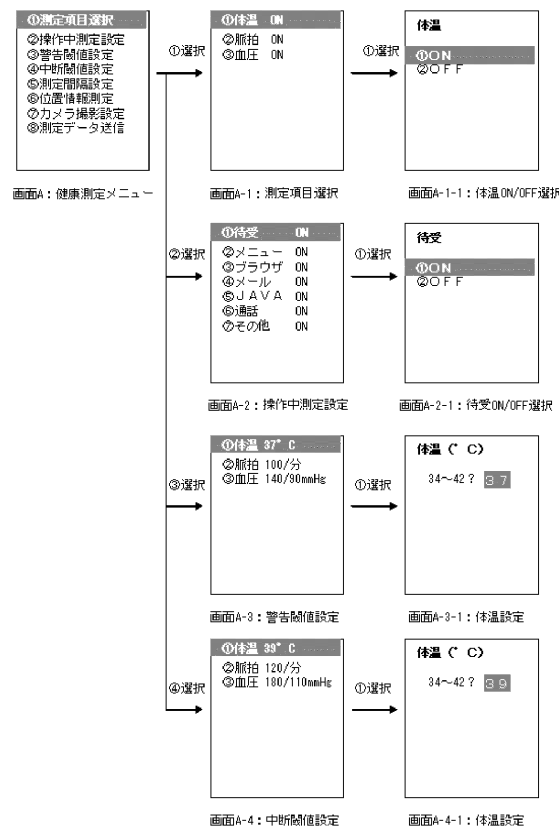 ①測定項目選択
②操作中測定設定
③警告閾値設定
④中断閾値設定
⑤測定間隔設定
⑥位置情報測定
⑦カメラ撮影設定
⑧測定データ送信
画面A：健康測定メニュー
①選択
①体温 ON
②脈拍 ON
③血圧 ON
画面A-1：測定項目選択
①選択
体温
①ON
②OFF
画面A-1-1：体温ON/OFF選択
②選択
①待受 ON
②メニュー ON
③ブラウザ ON
④メール ON
⑤JAVA ON
⑥通話 ON
⑦その他 ON
画面A-2：操作中測定設定
①選択
待受
①ON
②OFF
画面A-2-1：待受ON/OFF選択
③選択
①体温 37°C
②脈拍 100/分
③血圧 140/90mmHg
画面A-3：警告閾値設定
①選択
体温（°C）
34～42？ 37
画面A-3-1：体温設定
④選択
①体温 39°C
②脈拍 120/分
③血圧 180/110mmHg
画面A-4：中断閾値設定
①選択
体温（°C）
34～42？ 39
画面A-4-1：体温設定